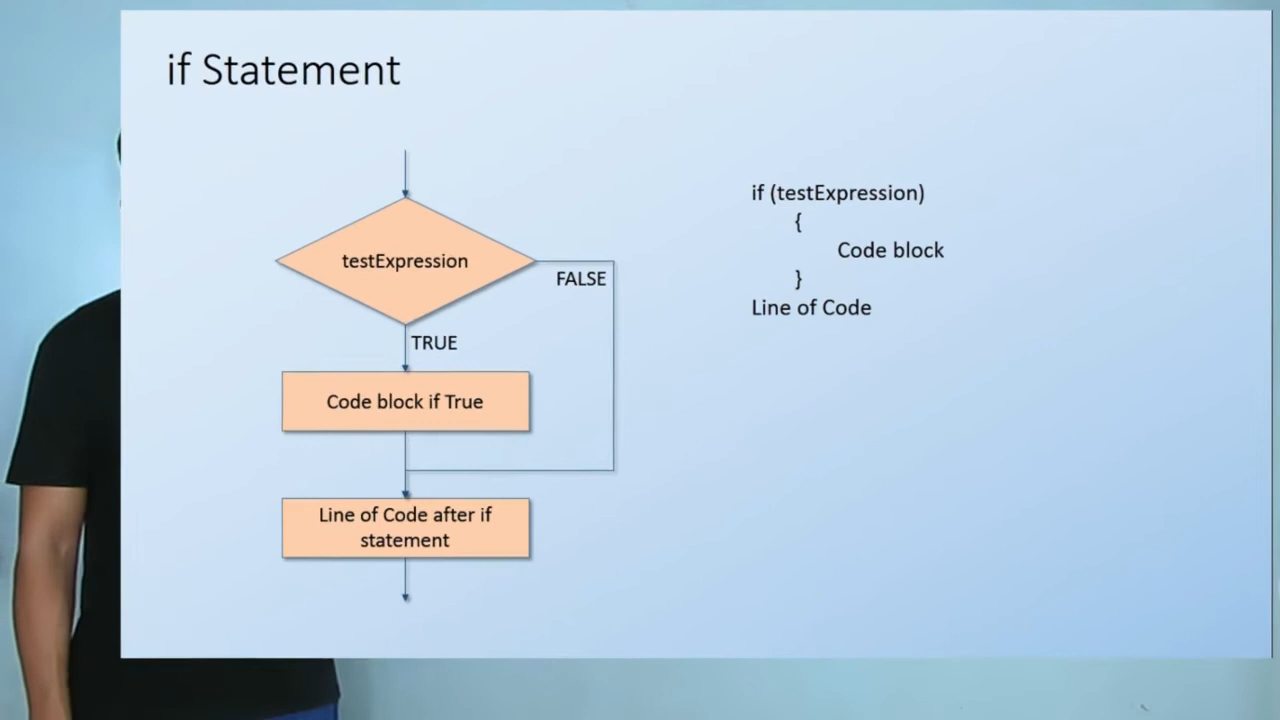 if Statement
testExpression
FALSE
TRUE
Code block if True
Line of Code after if
statement
if (testExpression)
{
Code block
}
Line of Code